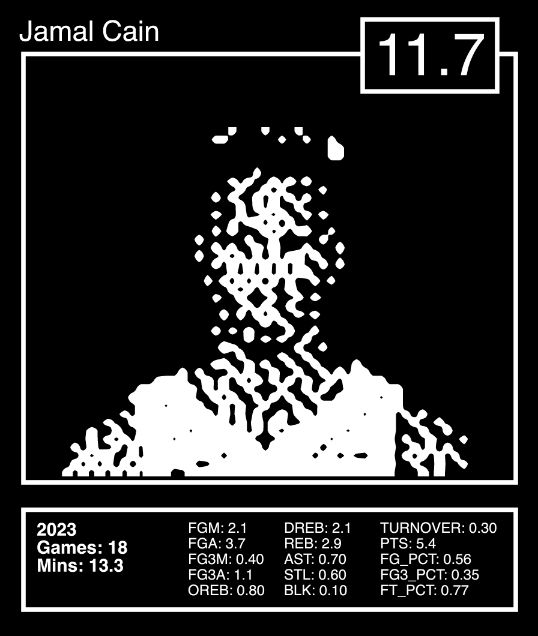 Jamal Cain
11.7
2023
Games: 18
Mins: 13.3
FGM: 2.1
FGA: 3.7
FG3M: 0.40
FG3A: 1.1
OREB: 0.80
DREB: 2.1
REB: 2.9
AST: 0.70
STL: 0.60
BLK: 0.10
TURNOVER: 0.30
PTS: 5.4
FG_PCT: 0.56
FG3_PCT: 0.35
FT_PCT: 0.77